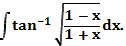 ∫tan⁻¹ √((1 − x)/(1 + x)) dx.